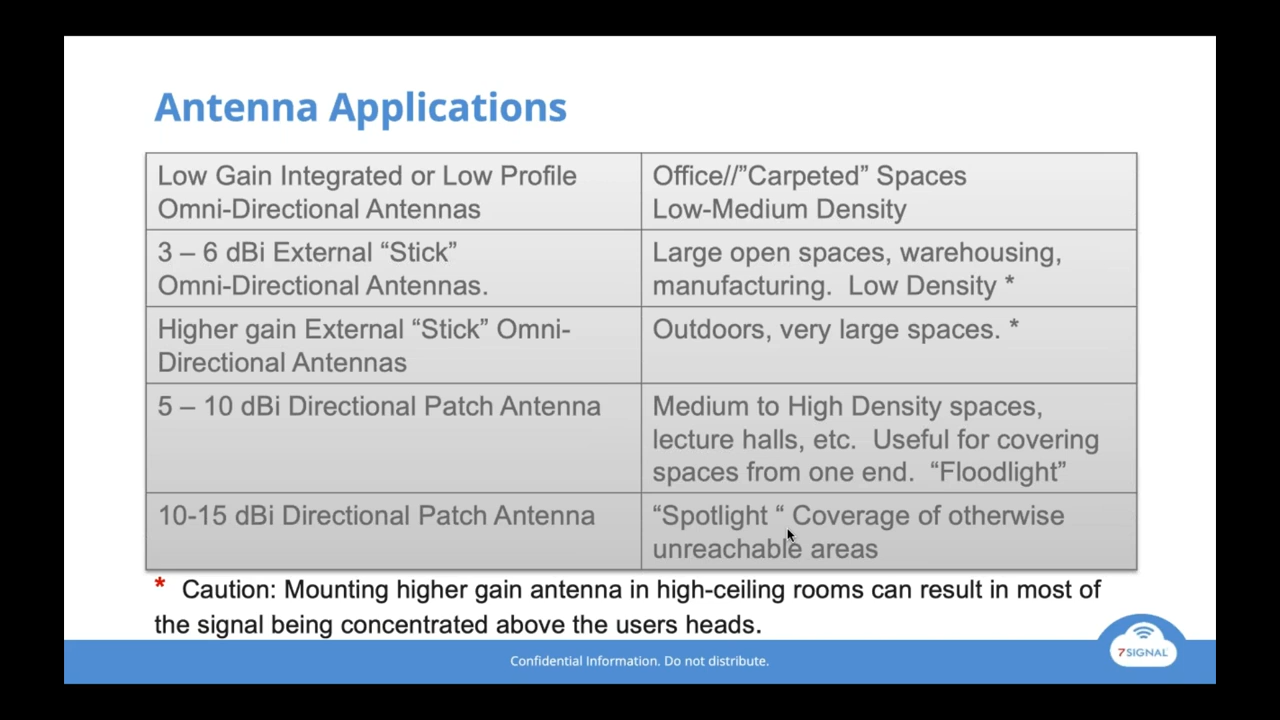 Antenna Applications
Low Gain Integrated or Low Profile
Omni-Directional Antennas
Office//”Carpeted” Spaces
Low-Medium Density
3 – 6 dBi External “Stick”
Omni-Directional Antennas.
Large open spaces, warehousing,
manufacturing.  Low Density *
Higher gain External “Stick” Omni-
Directional Antennas
Outdoors, very large spaces. *
5 – 10 dBi Directional Patch Antenna
Medium to High Density spaces,
lecture halls, etc.  Useful for covering
spaces from one end.  “Floodlight”
10-15 dBi Directional Patch Antenna
“Spotlight “ Coverage of otherwise
unreachable areas
* Caution: Mounting higher gain antenna in high-ceiling rooms can result in most of
the signal being concentrated above the users heads.
Confidential Information. Do not distribute.
7SIGNAL